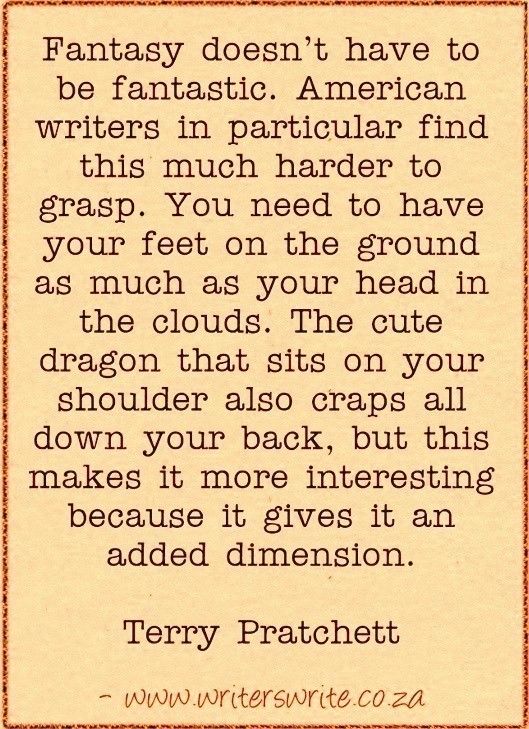 Fantasy doesn't have to
be fantastic. American
writers in particular find
this much harder to
grasp. You need to have
your feet on the ground
as much as your head in
the clouds. The cute
dragon that sits on your
shoulder also craps all
down your back, but this
makes it more interesting
because it gives it an
added dimension.
Terry Pratchett
- www.writerswrite.co.za